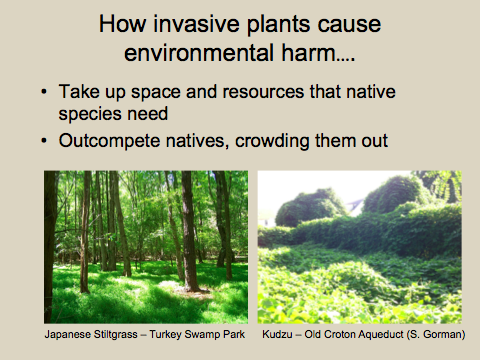 How invasive plants cause
environmental harm….
• Take up space and resources that native
species need
• Outcompete natives, crowding them out
Japanese Stiltgrass – Turkey Swamp Park
Kudzu – Old Croton Aqueduct (S. Gorman)